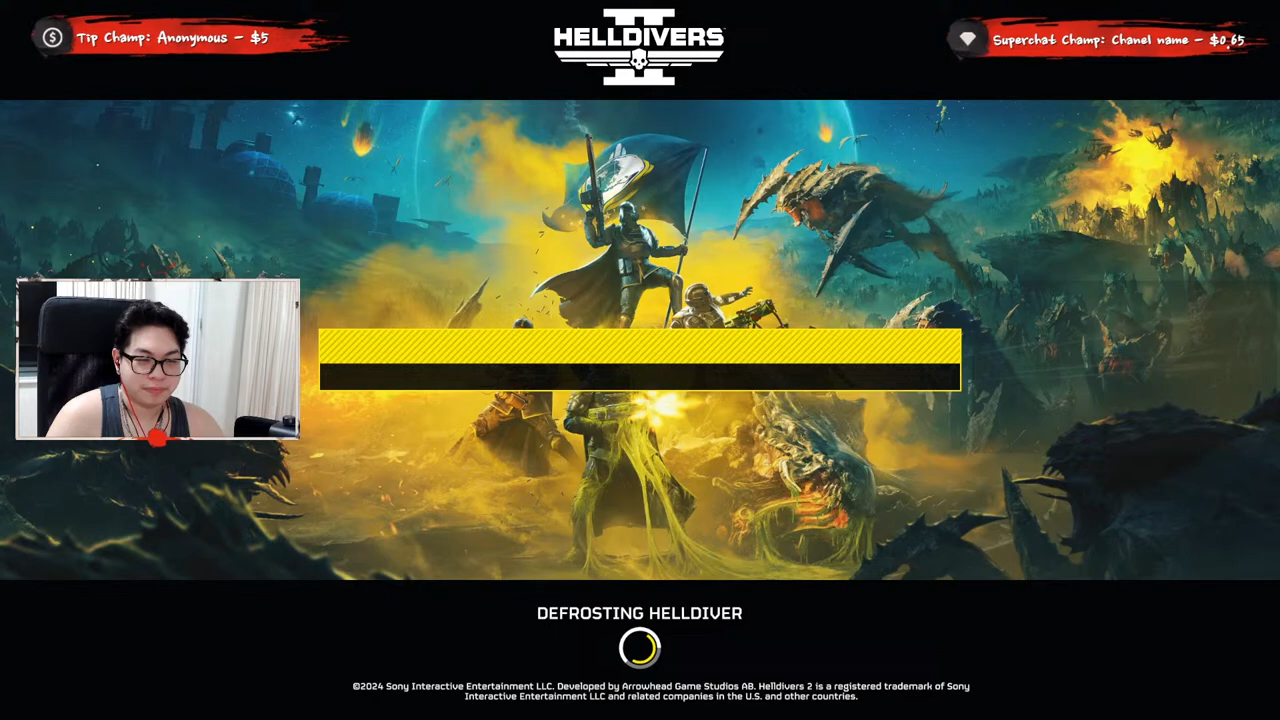 Tip Champ: Anonymous - $5
HELLDIVERS
II
Superchat Champ: Chanel name - $0.65
DEFROSTING HELLDIVER
©2024 Sony Interactive Entertainment LLC. Developed by Arrowhead Game Studios AB. Helldivers 2 is a registered trademark of Sony
Interactive Entertainment LLC and related companies in the U.S. and other countries.